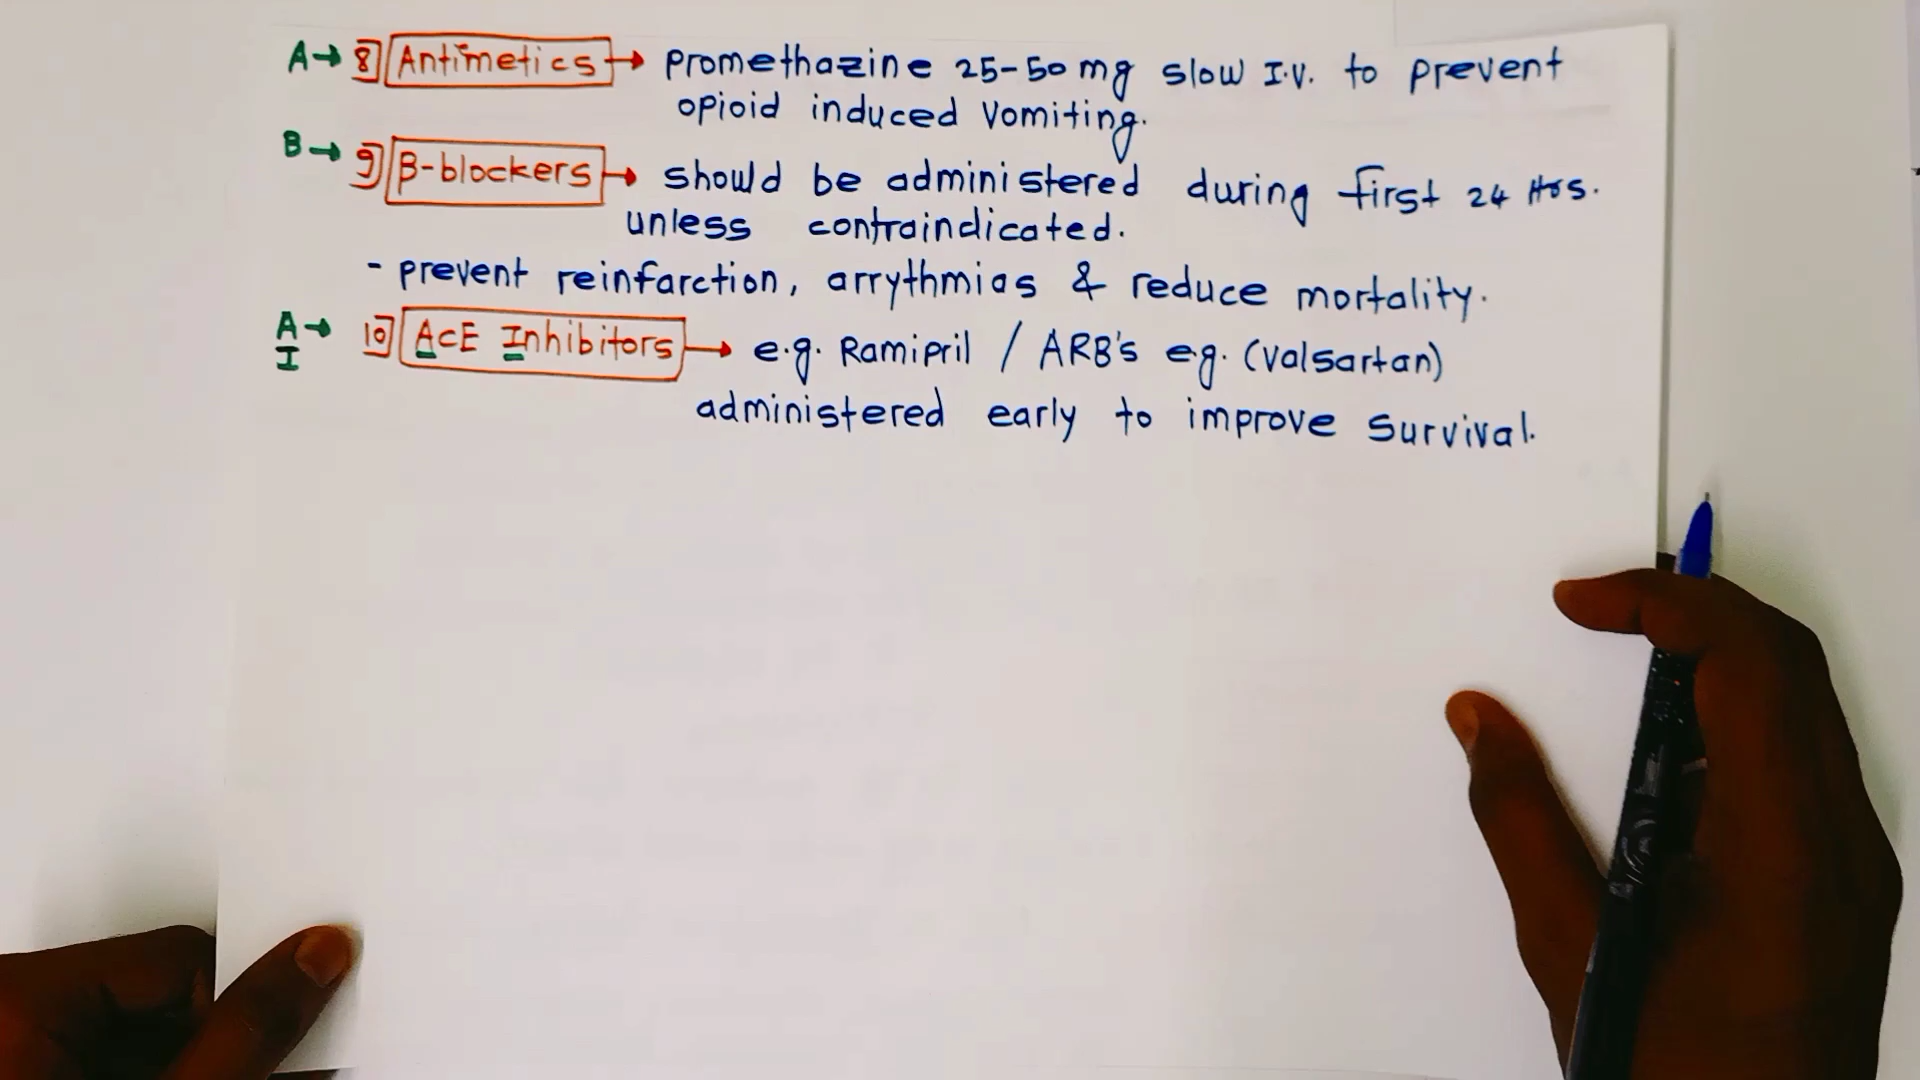 A→ 8] Antimetics → promethazine 25-50 mg slow I.V. to prevent
opioid induced vomiting.
B→ 9] β-blockers → should be administered during first 24 Hrs.
unless contraindicated.
- prevent reinfarction, arrythmias & reduce mortality.
A→ 10] ACE Inhibitors → e.g. Ramipril / ARB's eg. (valsartan)
I
administered early to improve survival.